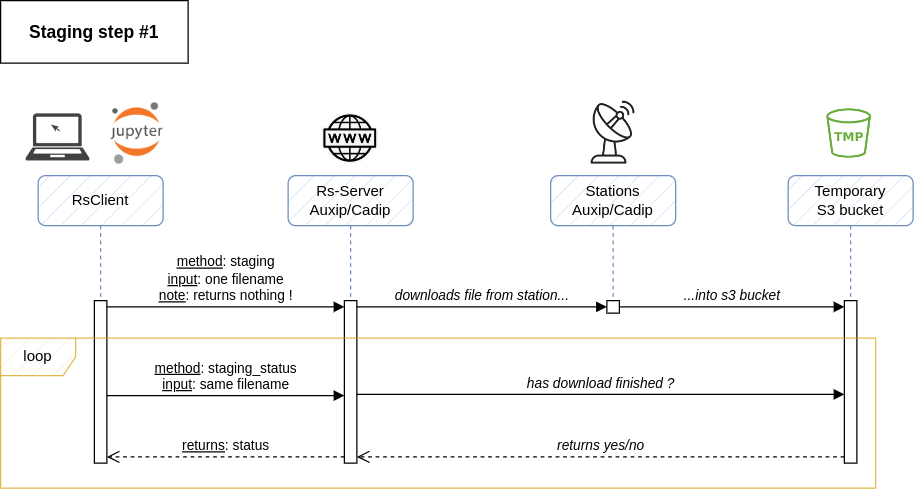 Staging step #1
Jupyter
WWW
TMP
RsClient
Rs-Server
Auxip/Cadip
Stations
Auxip/Cadip
Temporary
S3 bucket
method: staging
input: one filename
note: returns nothing !
downloads file from station...
...into s3 bucket
loop
method: staging_status
input: same filename
has download finished ?
returns: status
returns yes/no